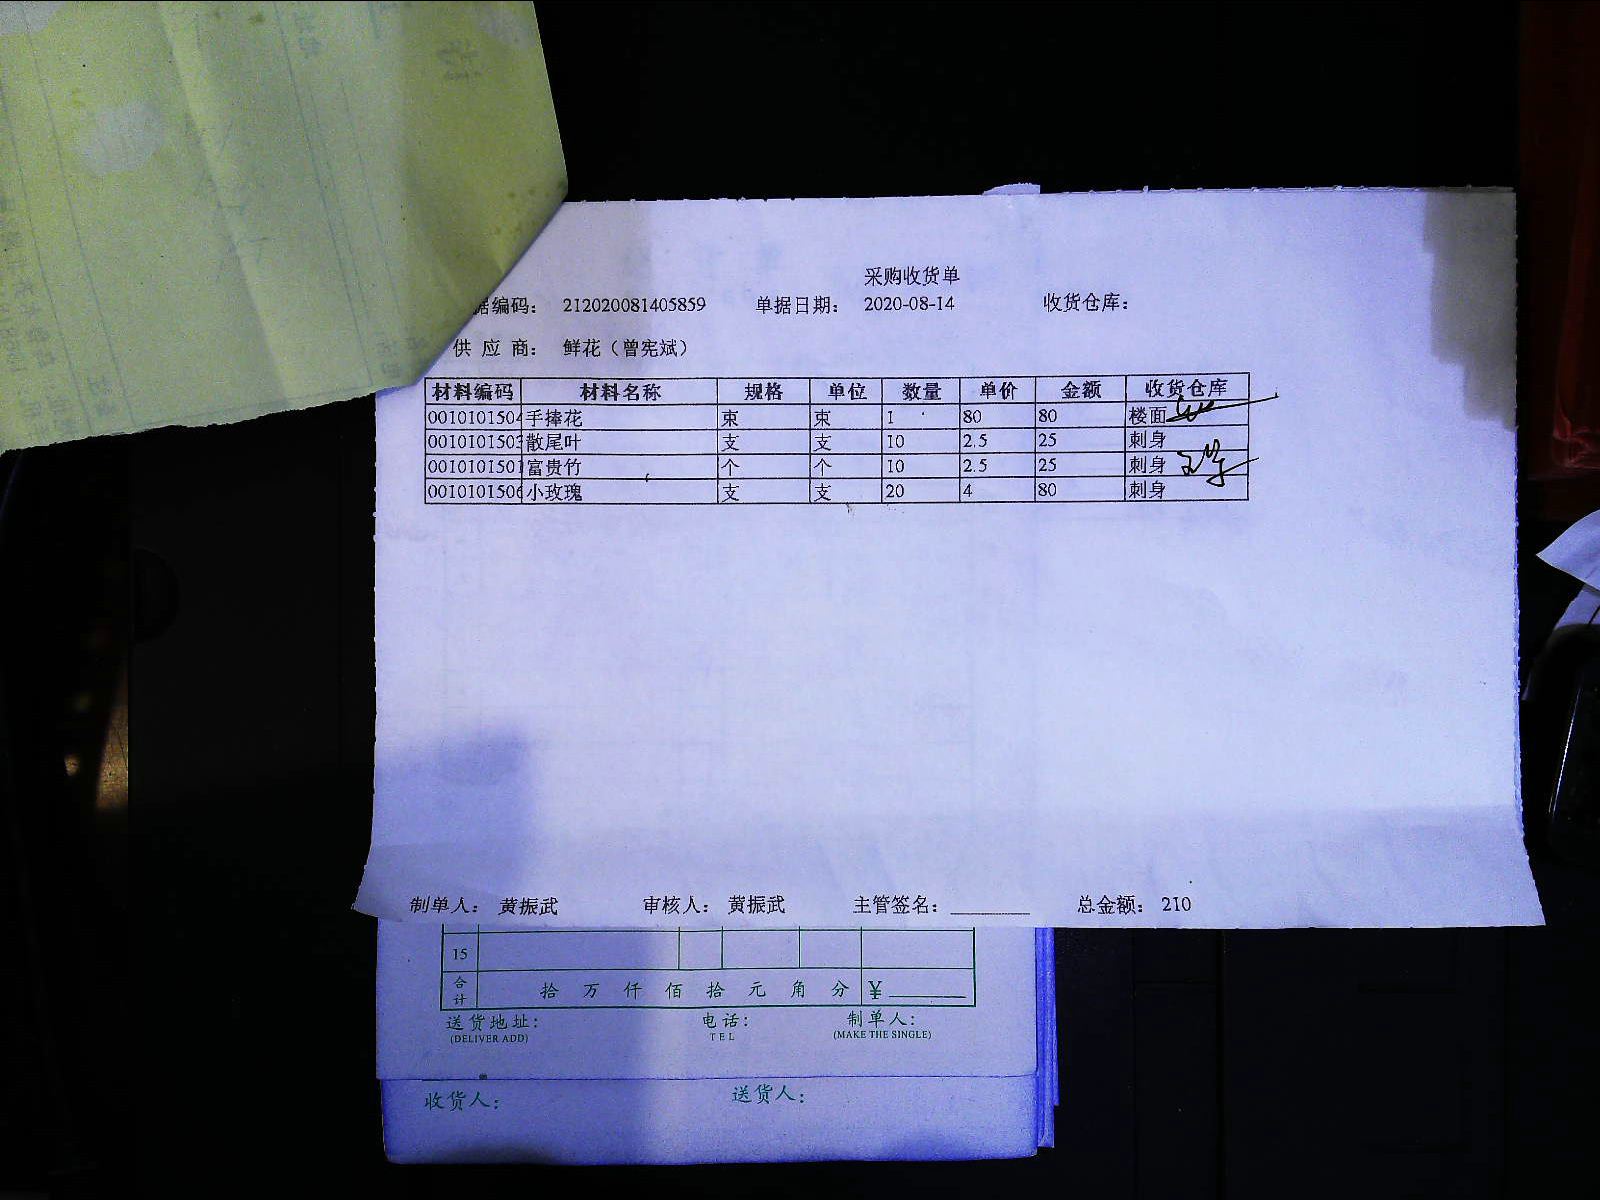 采购收货单
据编码： 212020081405859 单据日期： 2020-08-14 收货仓库：
供 应 商： 鲜花（曾宪斌）
材料编码 材料名称 规格 单位 数量 单价 金额 收货仓库
0010101504 手捧花 束 束 1 80 80 楼面
0010101503 散尾叶 支 支 10 2.5 25 刺身
0010101501 富贵竹 个 个 10 2.5 25 刺身
0010101506 小玫瑰 支 支 20 4 80 刺身
制单人： 黄振武 审核人： 黄振武 主管签名： 总金额： 210
15
合计 拾 万 仟 佰 拾 元 角 分 ¥
送货地址： 电话： 制单人：
(DELIVER ADD) TEL (MAKE THE SINGLE)
收货人： 送货人：